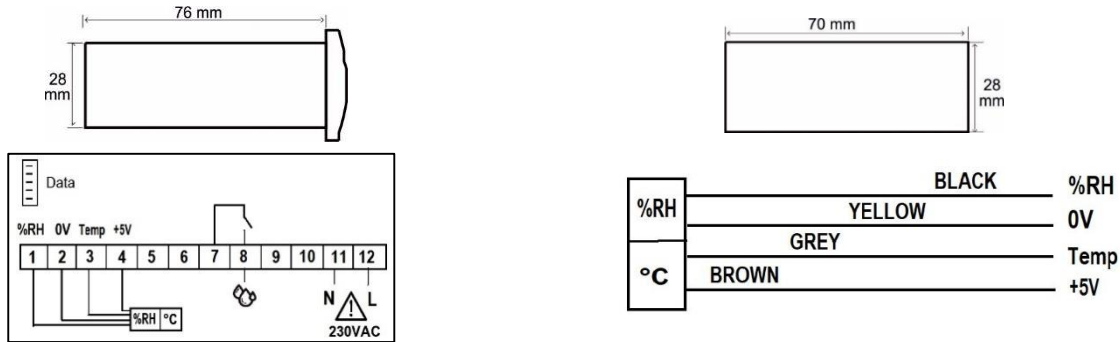 76 mm
28
mm
70 mm
28
mm
Data
%RH 0V Temp +5V
1 2 3 4 5 6 7 8 9 10 11 12
%RH °C
N L
230VAC
%RH
°C
BLACK %RH
YELLOW 0V
GREY Temp
BROWN +5V